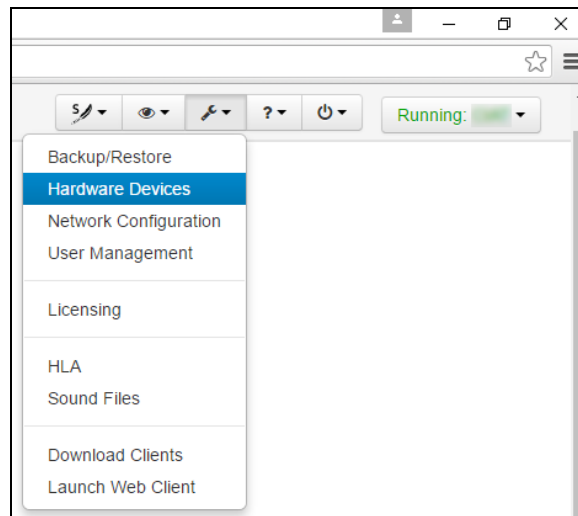 S
?
Running:
Backup/Restore
Hardware Devices
Network Configuration
User Management
Licensing
HLA
Sound Files
Download Clients
Launch Web Client